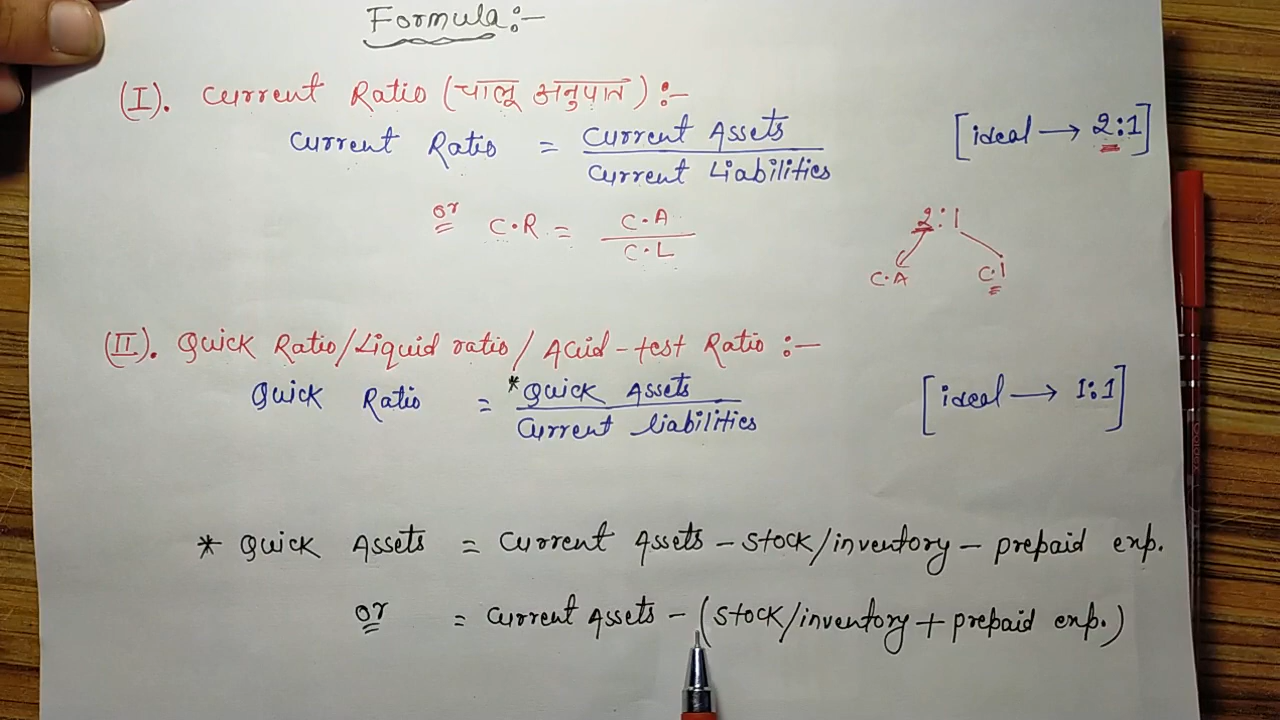 Formula:-
(I). Current Ratio (चालू अनुपात) :-
Current Ratio = Current Assets / Current Liabilities [ideal → 2:1]
or C.R = C.A / C.L
2:1
C.A C.l
(II). Quick Ratio/Liquid ratio/Acid-test Ratio :-
Quick Ratio = *Quick Assets / Current liabilities [ideal → 1:1]
* Quick Assets = Current Assets - Stock/inventory - prepaid exp.
or = Current Assets - (Stock/inventory + prepaid exp.)